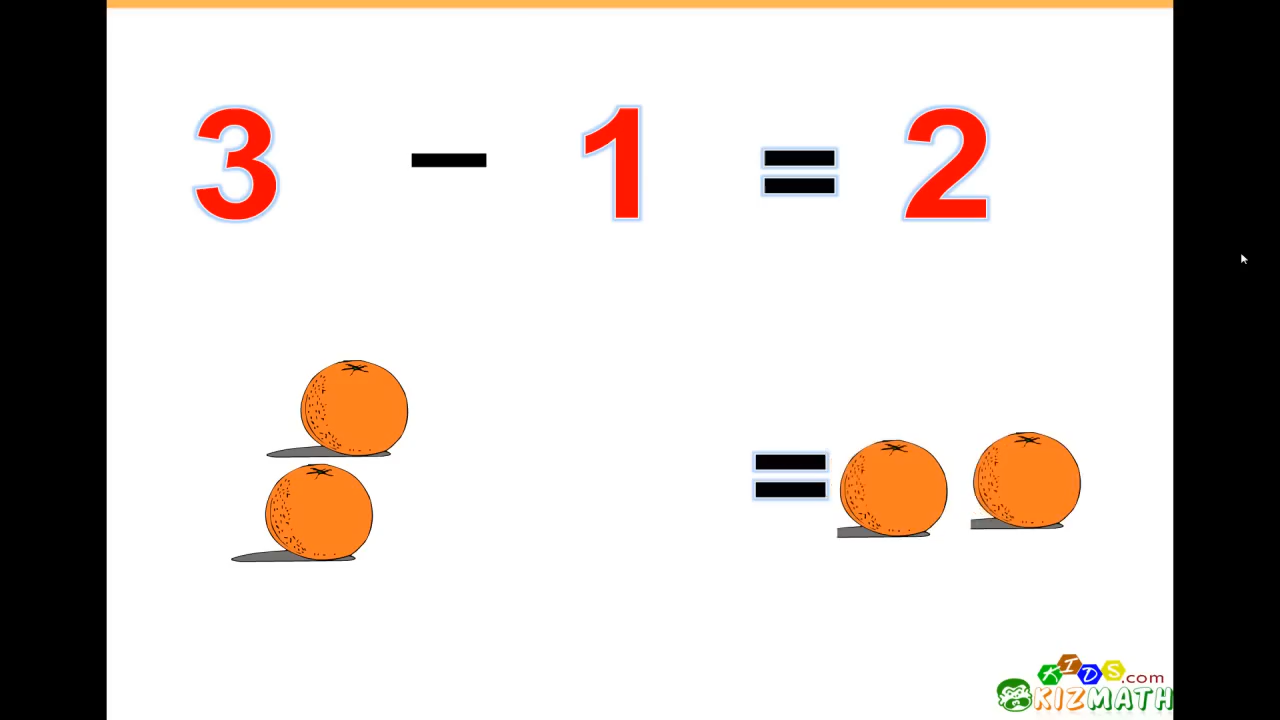 3 − 1 = 2
=
KIDS.com
KIZMATH